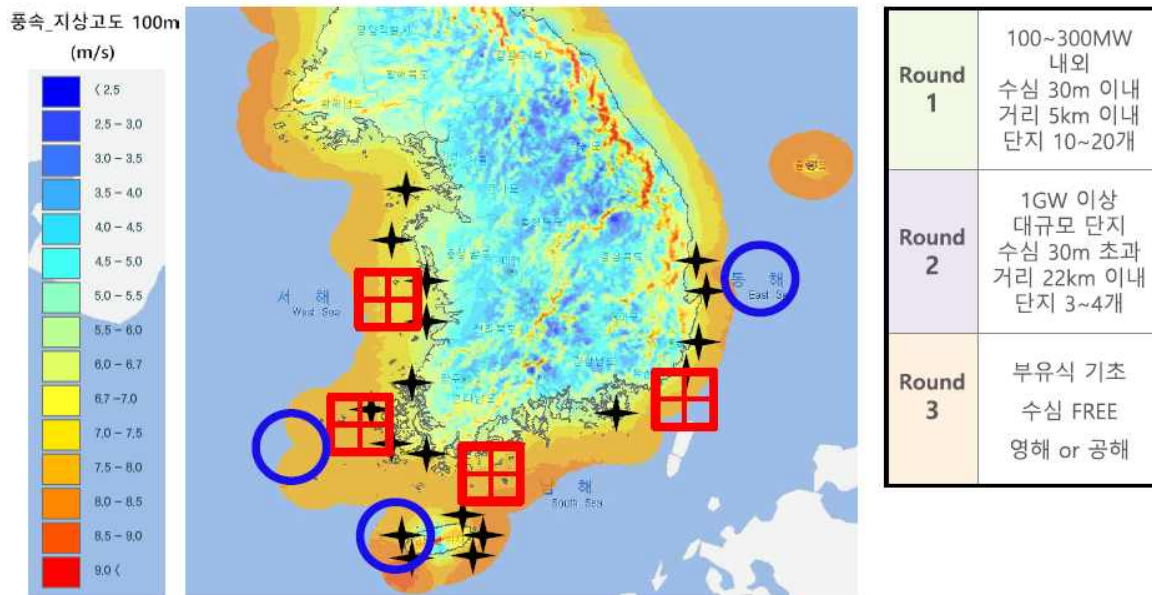 풍속_지상고도 100m
(m/s)
⟨ 2.5
2.5 – 3.0
3.0 – 3.5
3.5 – 4.0
4.0 – 4.5
4.5 – 5.0
5.0 – 5.5
5.5 – 6.0
6.0 – 6.7
6.7 –7.0
7.0 – 7.5
7.5 – 8.0
8.0 – 8.5
8.5 – 9.0
9.0 ⟨
서 해
West Sea
동 해
East Se
남 해
South Sea
울릉도
Round
1
100~300MW
내외
수심 30m 이내
거리 5km 이내
단지 10~20개
Round
2
1GW 이상
대규모 단지
수심 30m 초과
거리 22km 이내
단지 3~4개
Round
3
부유식 기초
수심 FREE
영해 or 공해